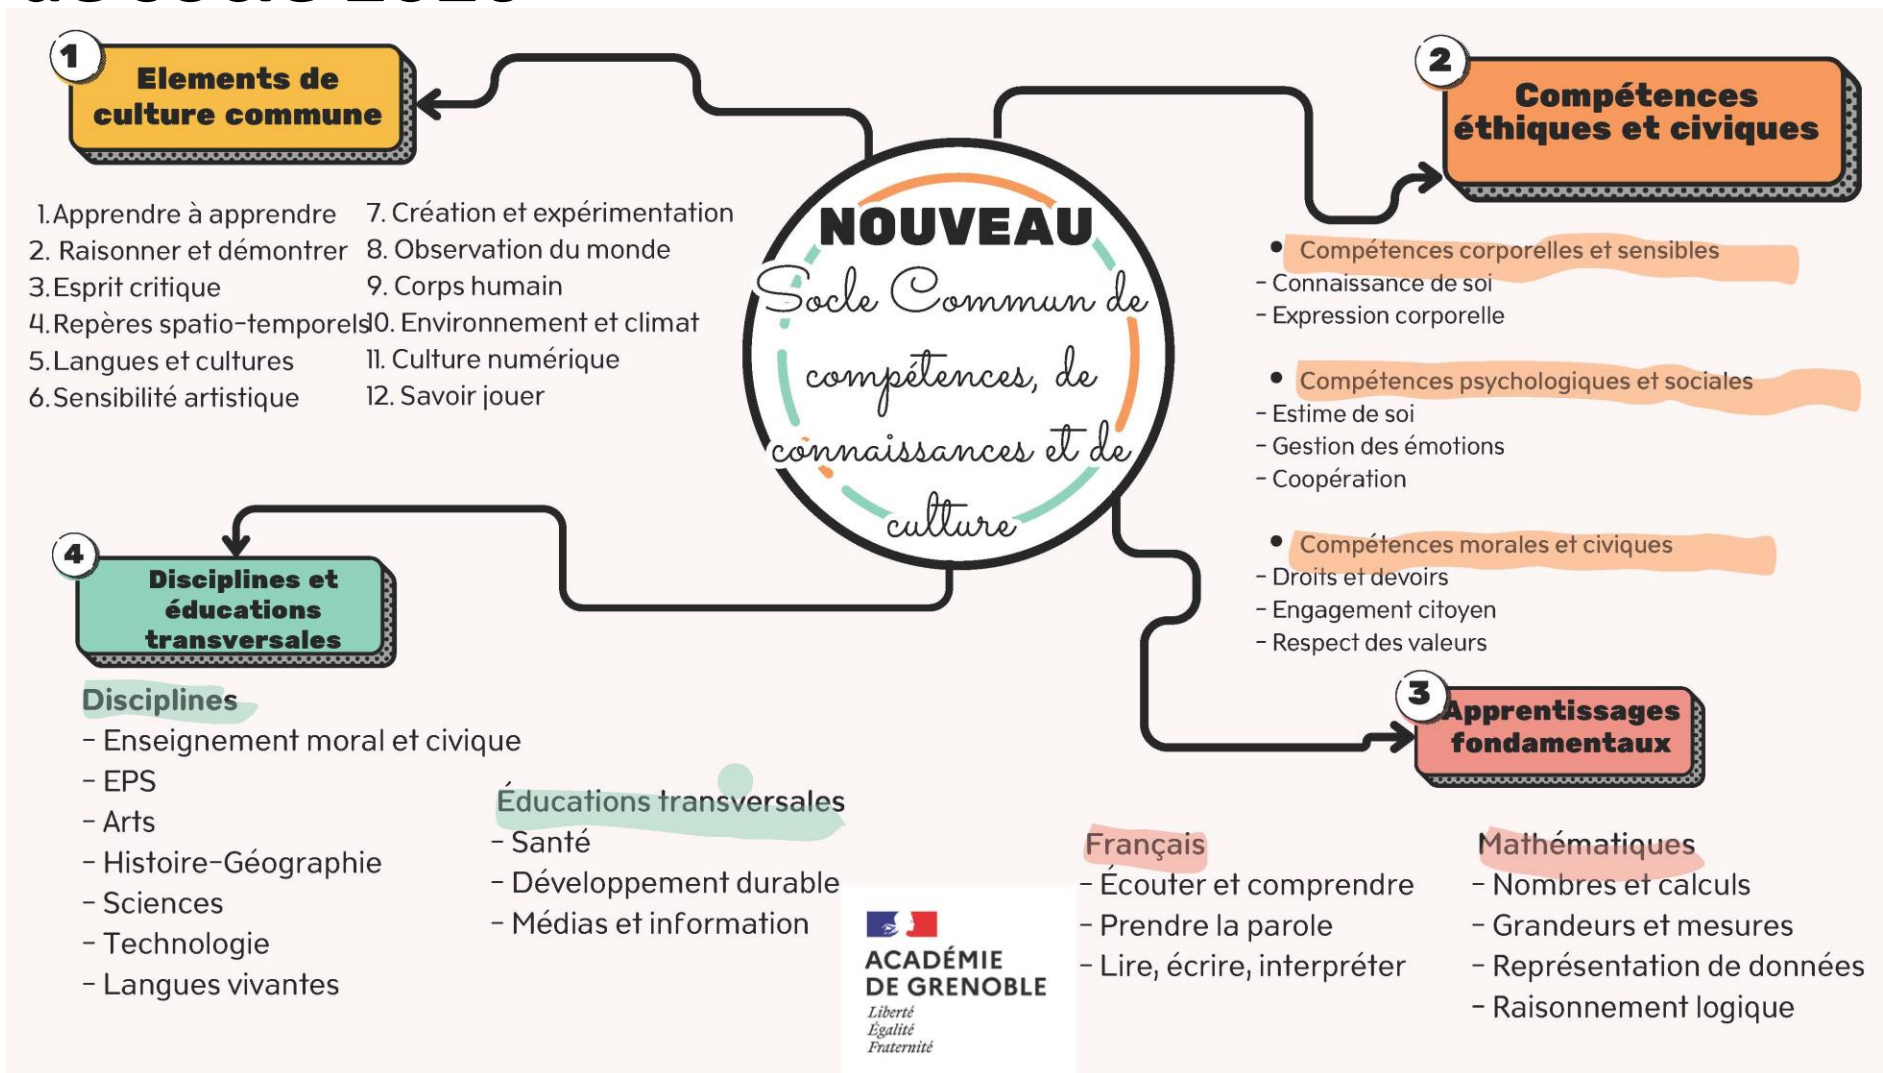 1
Elements de
culture commune
1.Apprendre à apprendre
2. Raisonner et démontrer
3.Esprit critique
4.Repères spatio-temporels
5.Langues et cultures
6.Sensibilité artistique
7. Création et expérimentation
8. Observation du monde
9. Corps humain
10. Environnement et climat
11. Culture numérique
12. Savoir jouer
NOUVEAU
Socle Commun de
compétences, de
connaissances et de
culture
2
Compétences
éthiques et civiques
• Compétences corporelles et sensibles
- Connaissance de soi
- Expression corporelle
• Compétences psychologiques et sociales
- Estime de soi
- Gestion des émotions
- Coopération
• Compétences morales et civiques
- Droits et devoirs
- Engagement citoyen
- Respect des valeurs
3
Apprentissages
fondamentaux
Français
- Écouter et comprendre
- Prendre la parole
- Lire, écrire, interpréter
Mathématiques
- Nombres et calculs
- Grandeurs et mesures
- Représentation de données
- Raisonnement logique
4
Disciplines et
éducations
transversales
Disciplines
- Enseignement moral et civique
- EPS
- Arts
- Histoire-Géographie
- Sciences
- Technologie
- Langues vivantes
Éducations transversales
- Santé
- Développement durable
- Médias et information
ACADÉMIE
DE GRENOBLE
Liberté
Égalité
Fraternité